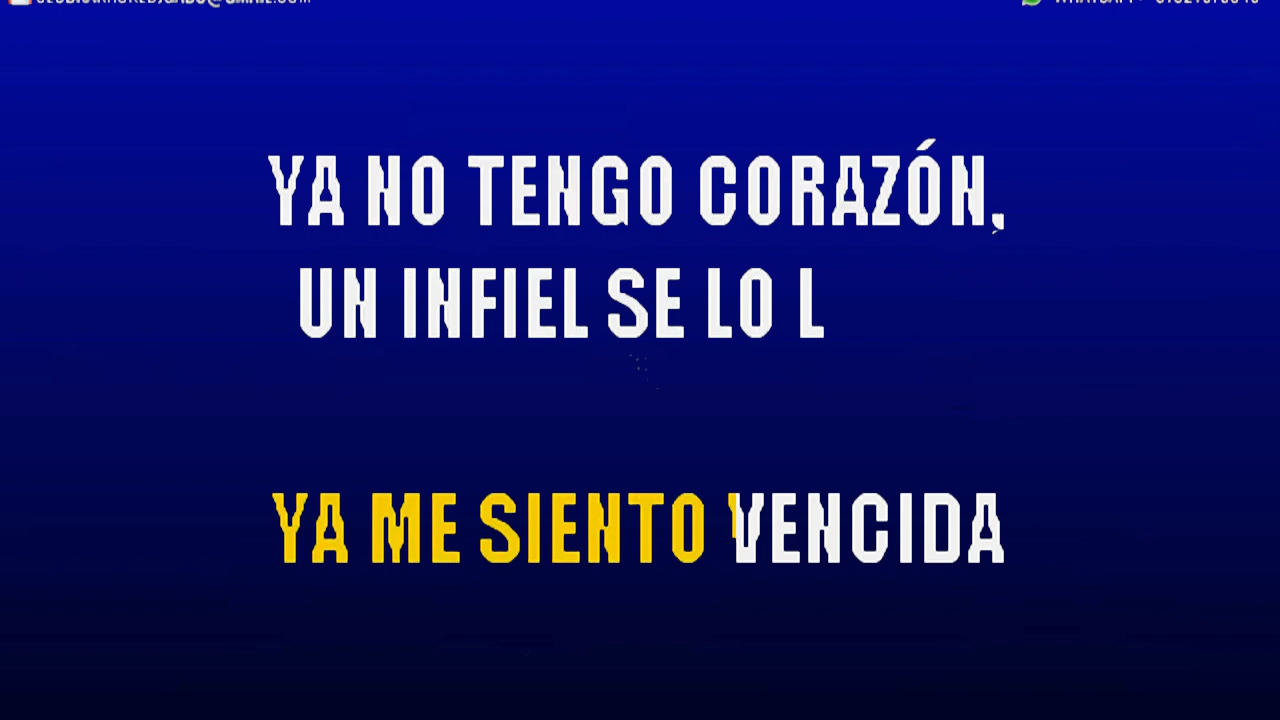 YA NO TENGO CORAZÓN,
UN INFIEL SE LO L
YA ME SIENTO VENCIDA